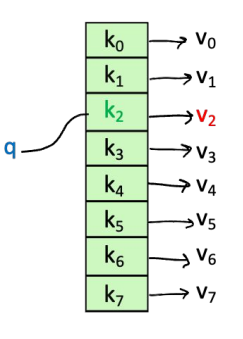 k₀ v₀
k₁ v₁
k₂ v₂
q k₃ v₃
k₄ v₄
k₅ v₅
k₆ v₆
k₇ v₇